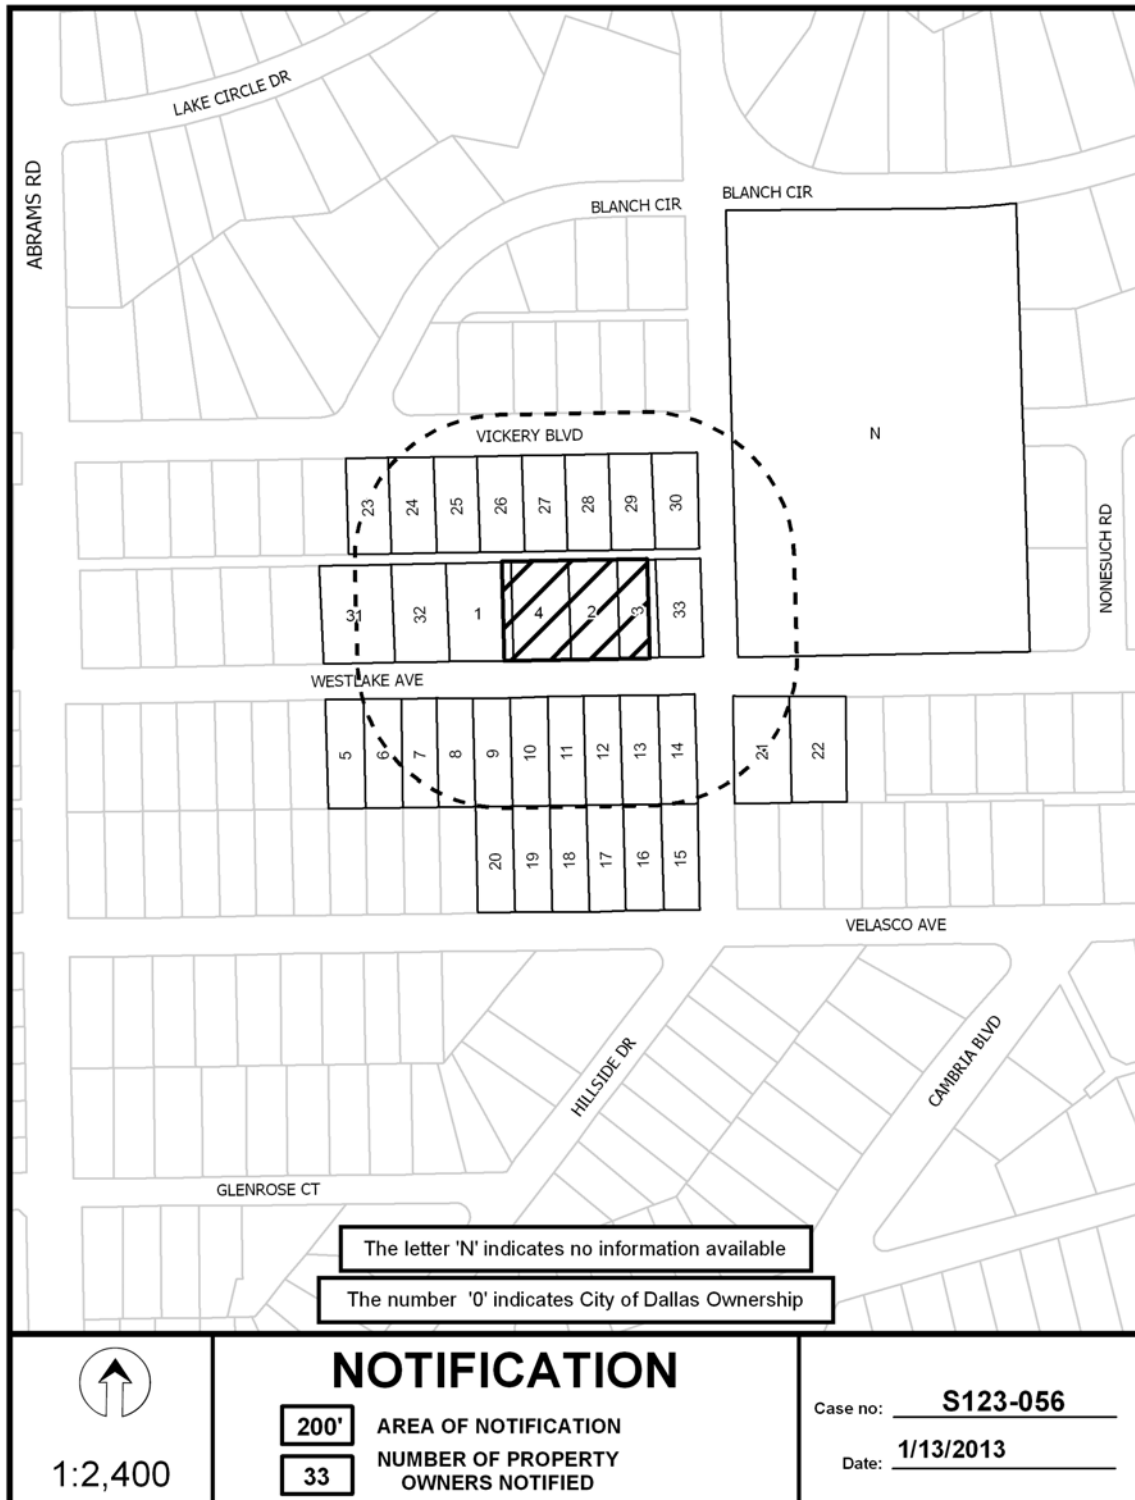 LAKE CIRCLE DR
ABRAMS RD
BLANCH CIR
BLANCH CIR
VICKERY BLVD
N
23
24
25
26
27
28
29
30
NONESUCH RD
31
32
1
4
2
3
33
WESTLAKE AVE
5
6
7
8
9
10
11
12
13
14
21
22
20
19
18
17
16
15
VELASCO AVE
HILLSIDE DR
CAMBRIA BLVD
GLENROSE CT
The letter 'N' indicates no information available
The number '0' indicates City of Dallas Ownership
1:2,400
NOTIFICATION
200' AREA OF NOTIFICATION
33 NUMBER OF PROPERTY
OWNERS NOTIFIED
Case no: S123-056
Date: 1/13/2013